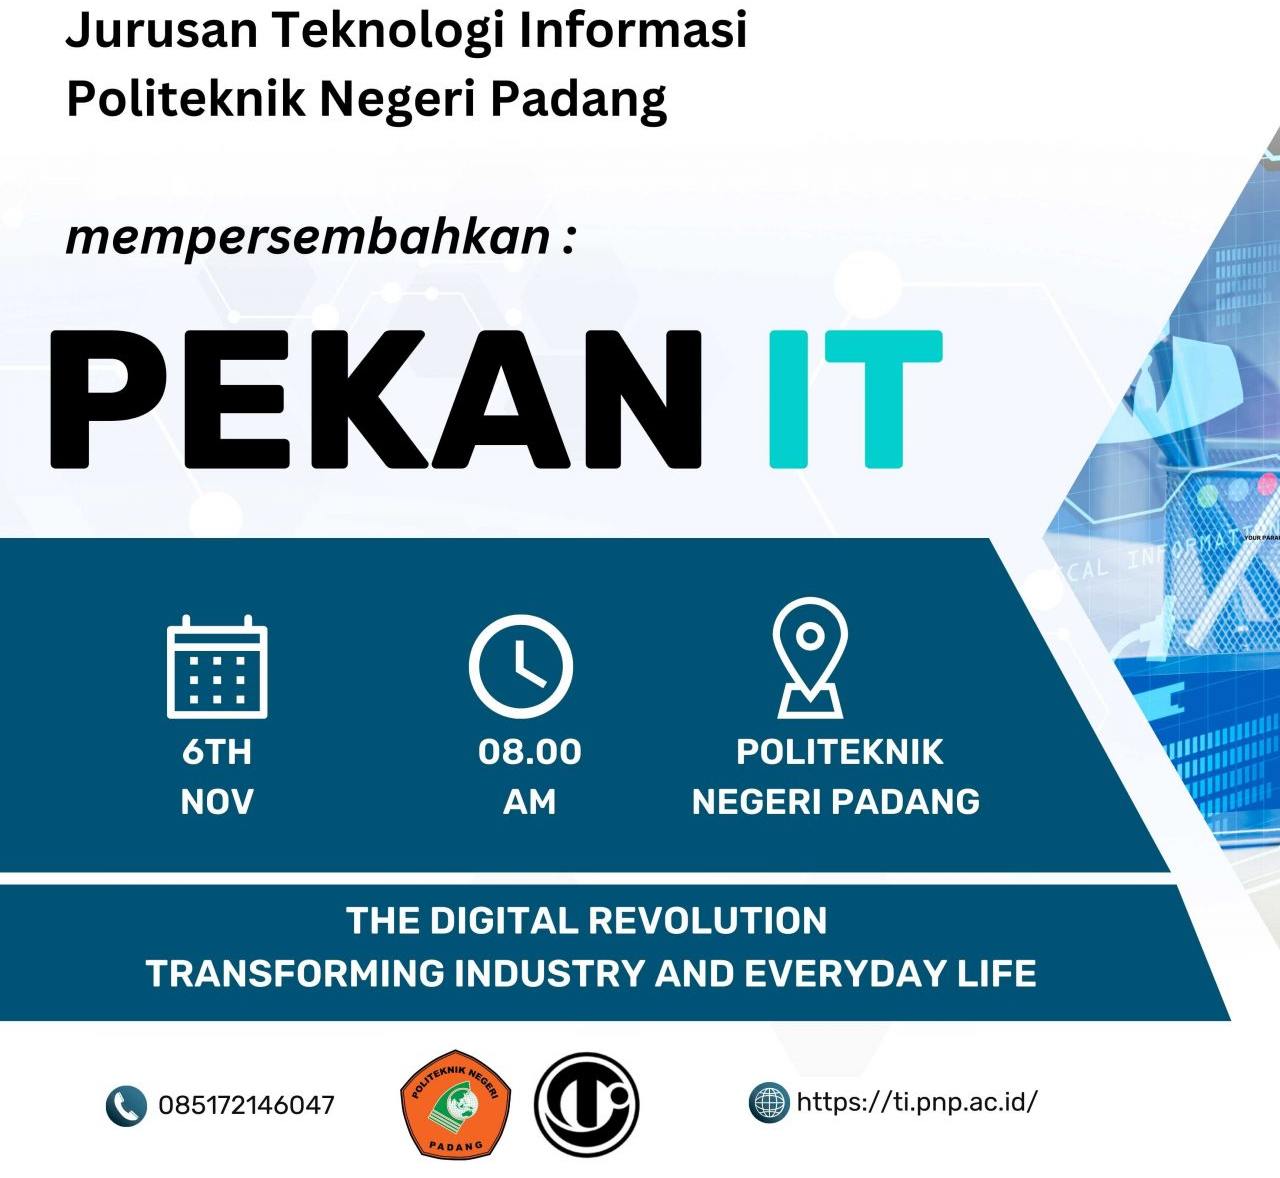 Jurusan Teknologi Informasi
Politeknik Negeri Padang
mempersembahkan :
PEKAN IT
6TH
NOV
08.00
AM
POLITEKNIK
NEGERI PADANG
THE DIGITAL REVOLUTION
TRANSFORMING INDUSTRY AND EVERYDAY LIFE
085172146047
POLITEKNIK NEGERI
PADANG
https://ti.pnp.ac.id/
YOUR